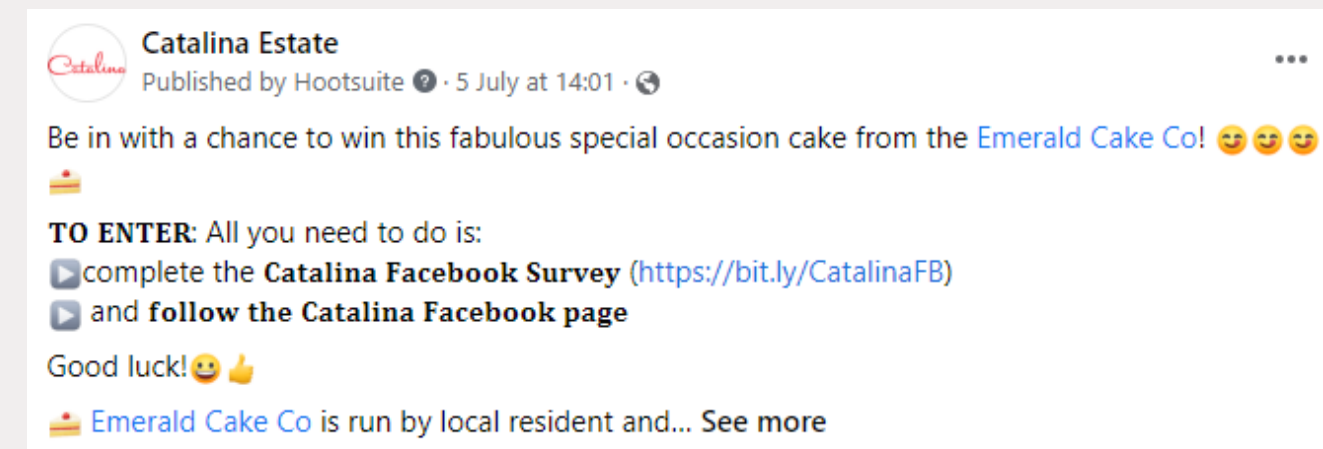 Catalina
Catalina Estate
Published by Hootsuite ? · 5 July at 14:01 ·
Be in with a chance to win this fabulous special occasion cake from the Emerald Cake Co! 😋😋😋
🍰
TO ENTER: All you need to do is:
▶️complete the Catalina Facebook Survey (https://bit.ly/CatalinaFB)
▶️ and follow the Catalina Facebook page
Good luck!😀👍
🍰 Emerald Cake Co is run by local resident and... See more